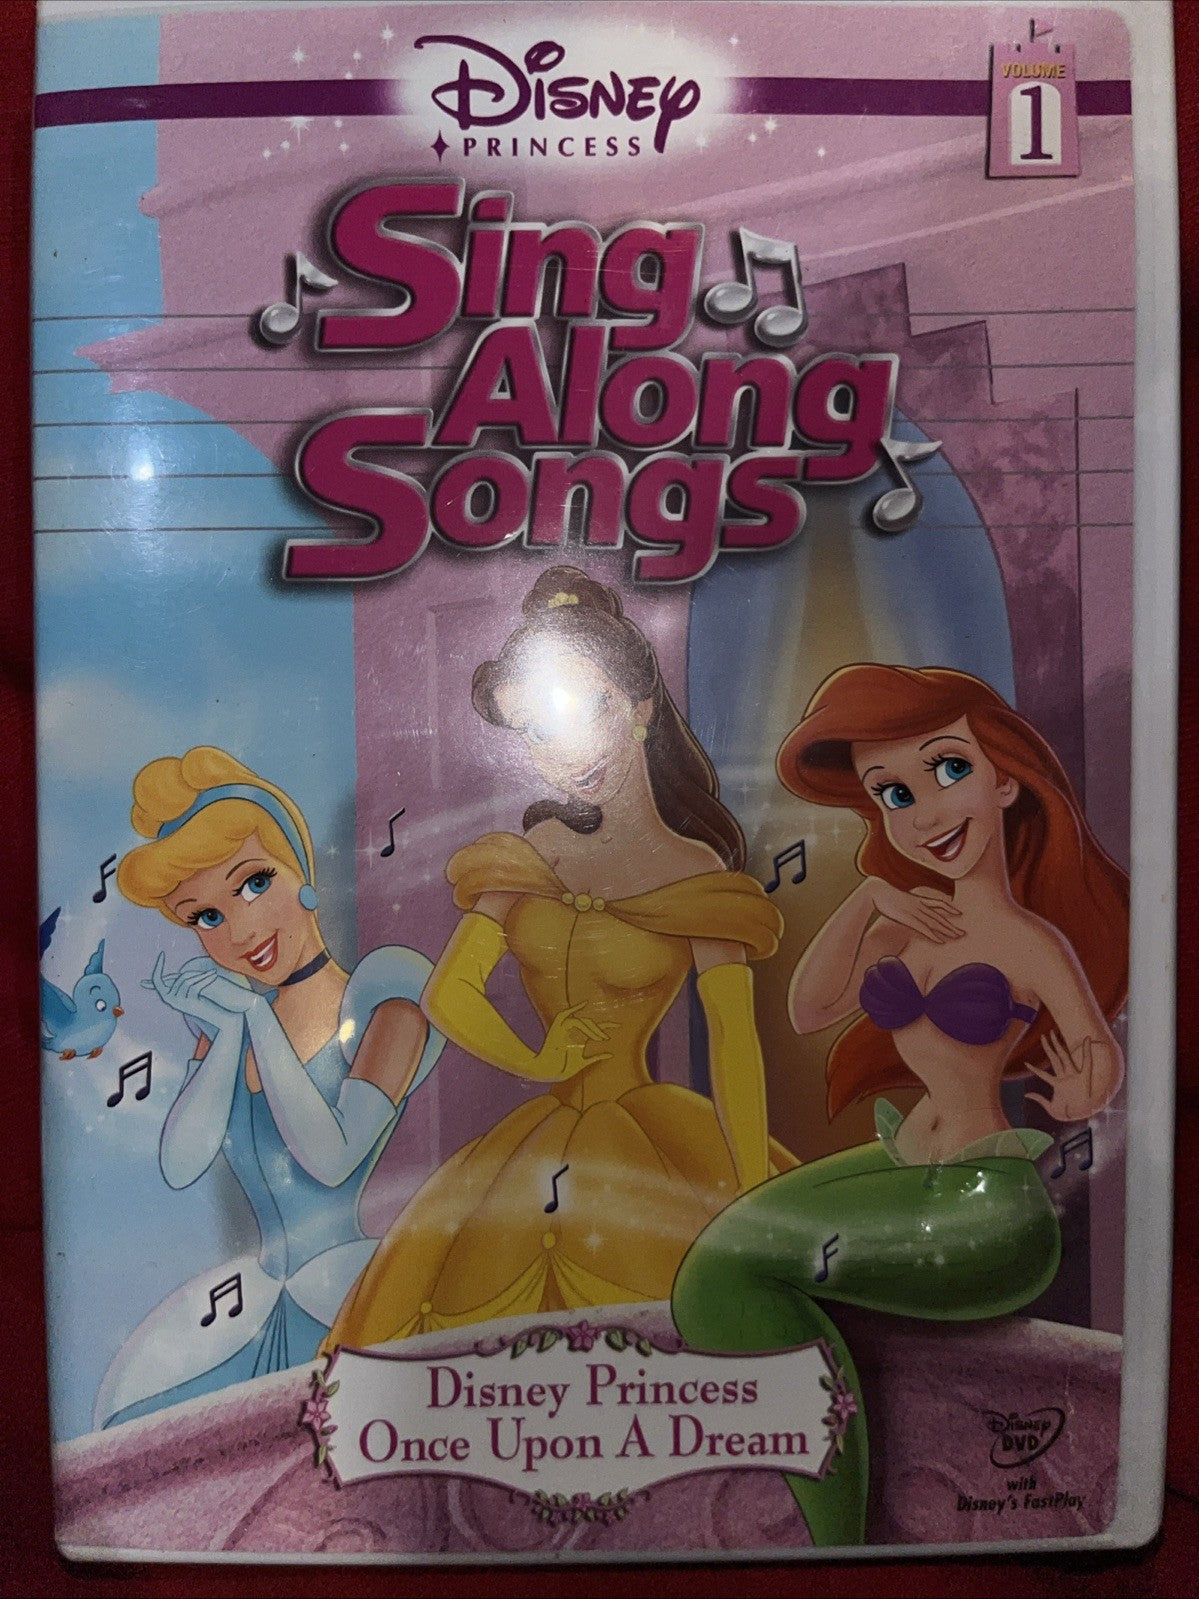 Disney
PRINCESS
VOLUME
1
Sing
Along
Songs
Disney Princess
Once Upon A Dream
Disney
DVD
with
Disney's FastPlay